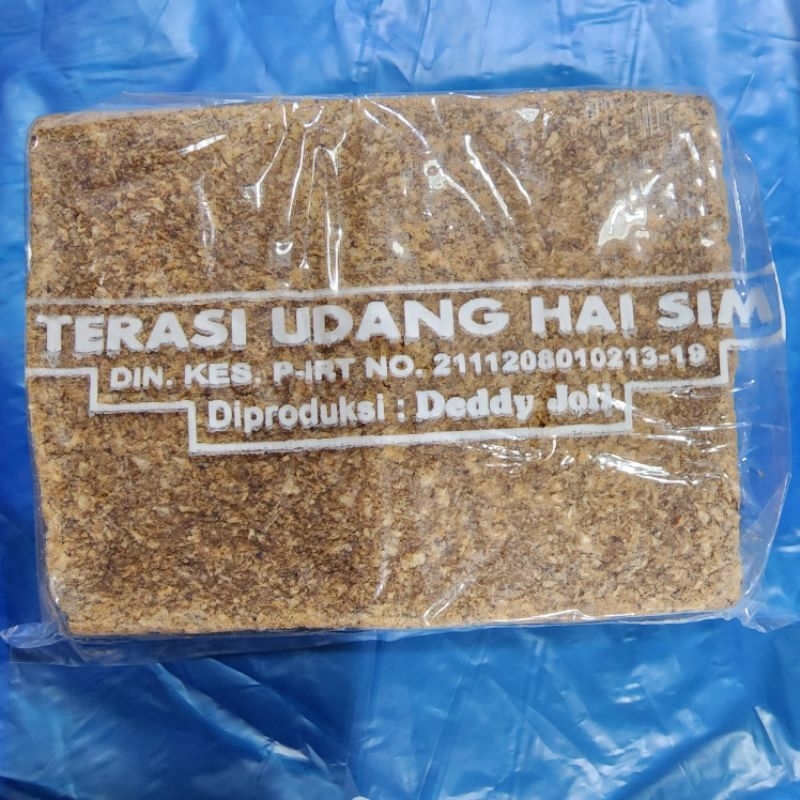 TERASI UDANG HAI SIM
DIN. KES. P-IRT NO. 2111208010213-19
Diproduksi : Deddy Joli